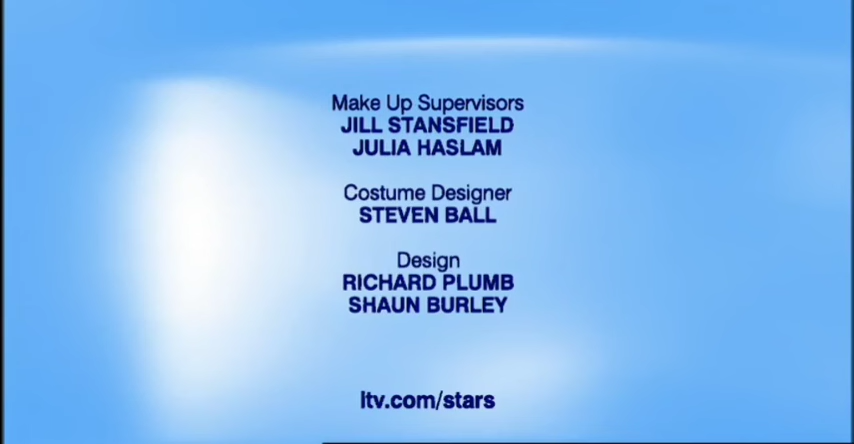 Make Up Supervisors
JILL STANSFIELD
JULIA HASLAM
Costume Designer
STEVEN BALL
Design
RICHARD PLUMB
SHAUN BURLEY
itv.com/stars